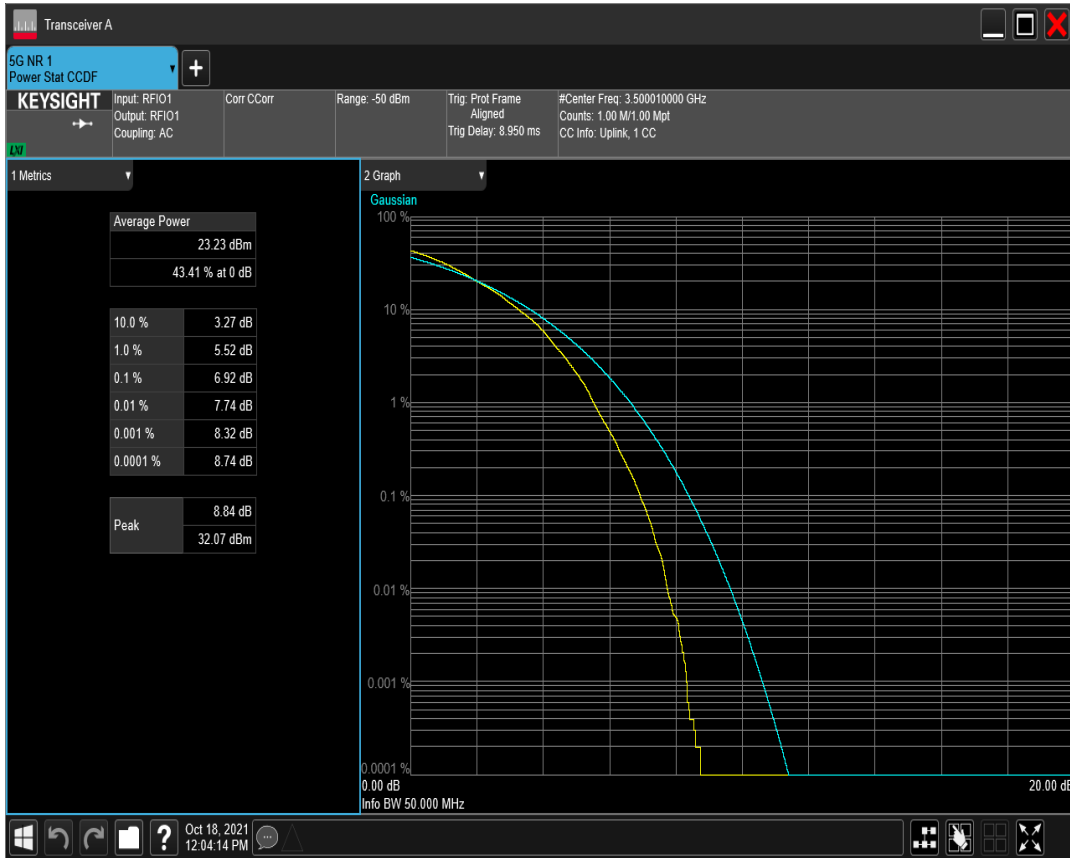 Transceiver A
5G NR 1
Power Stat CCDF
KEYSIGHT
LXI
Input: RFIO1
Output: RFIO1
Coupling: AC
Corr CCorr
Range: -50 dBm
Trig: Prot Frame
Aligned
Trig Delay: 8.950 ms
#Center Freq: 3.500010000 GHz
Counts: 1.00 M/1.00 Mpt
CC Info: Uplink, 1 CC
1 Metrics
Average Power
23.23 dBm
43.41 % at 0 dB
10.0 % 3.27 dB
1.0 % 5.52 dB
0.1 % 6.92 dB
0.01 % 7.74 dB
0.001 % 8.32 dB
0.0001 % 8.74 dB
Peak
8.84 dB
32.07 dBm
2 Graph
Gaussian
100 %
10 %
1 %
0.1 %
0.01 %
0.001 %
0.0001 %
0.00 dB
20.00 dB
Info BW 50.000 MHz
?
Oct 18, 2021
12:04:14 PM